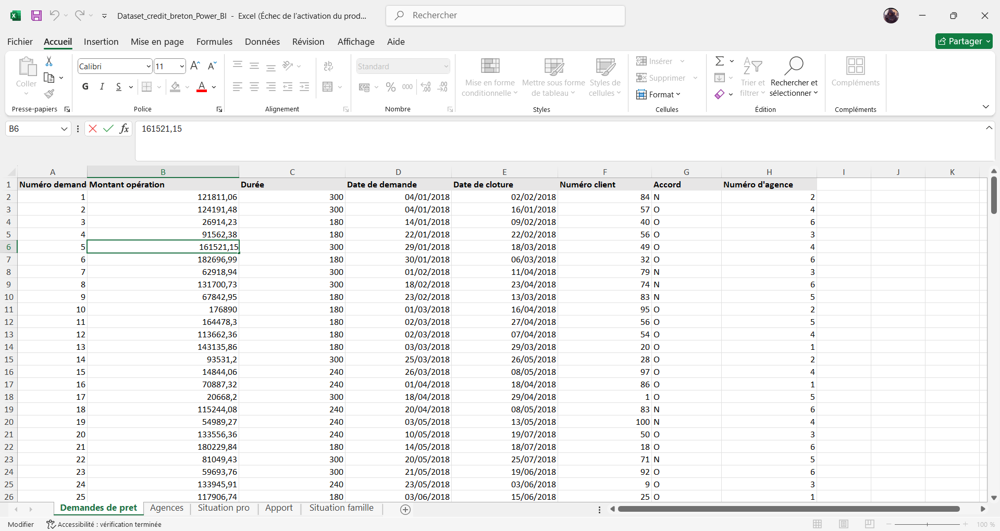 Dataset_credit_breton_Power_BI - Excel (Échec de l’activation du prod...
Rechercher
Fichier Accueil Insertion Mise en page Formules Données Révision Affichage Aide
Partager
Coller
Presse-papiers
Calibri 11
G I S A
Police
ab
Alignement
Standard
% 000
Nombre
Mise en forme conditionnelle
Mettre sous forme de tableau
Styles de cellules
Styles
Insérer
Supprimer
Format
Cellules
Trier et filtrer
Rechercher et sélectionner
Édition
Compléments
Compléments
B6 fx 161521,15
A B C D E F G H I J K
1 Numéro demand Montant opération Durée Date de demande Date de cloture Numéro client Accord Numéro d'agence
2 1 121811,06 300 04/01/2018 02/02/2018 84 N 2
3 2 124191,48 300 04/01/2018 16/01/2018 57 O 4
4 3 26914,23 180 14/01/2018 09/02/2018 40 O 6
5 4 91562,38 180 22/01/2018 22/02/2018 56 O 3
6 5 161521,15 300 29/01/2018 18/03/2018 49 O 4
7 6 182696,99 180 30/01/2018 06/03/2018 32 O 6
8 7 62918,94 300 01/02/2018 11/04/2018 79 N 3
9 8 131700,73 300 18/02/2018 23/04/2018 74 N 6
10 9 67842,95 180 23/02/2018 13/03/2018 83 N 5
11 10 176890 180 01/03/2018 16/04/2018 95 O 2
12 11 164478,3 180 02/03/2018 27/04/2018 56 O 5
13 12 113662,36 180 02/03/2018 07/04/2018 54 O 4
14 13 143135,86 180 03/03/2018 29/03/2018 20 O 1
15 14 93531,2 300 25/03/2018 26/05/2018 28 O 2
16 15 14844,06 240 26/03/2018 08/05/2018 97 O 4
17 16 70887,32 240 01/04/2018 18/04/2018 86 O 1
18 17 20668,2 300 18/04/2018 29/04/2018 1 O 5
19 18 115244,08 240 20/04/2018 08/05/2018 83 N 6
20 19 54989,27 240 03/05/2018 13/05/2018 100 N 4
21 20 133556,36 240 10/05/2018 19/07/2018 50 O 3
22 21 180229,84 180 14/05/2018 18/07/2018 18 O 6
23 22 81049,43 300 20/05/2018 25/07/2018 71 N 5
24 23 59693,76 300 21/05/2018 19/06/2018 92 O 6
25 24 133945,91 240 23/05/2018 03/06/2018 9 O 3
26 25 117906,74 180 03/06/2018 15/06/2018 25 O 1
Demandes de pret Agences Situation pro Apport Situation famille
Modifier Accessibilité : vérification terminée 100 %